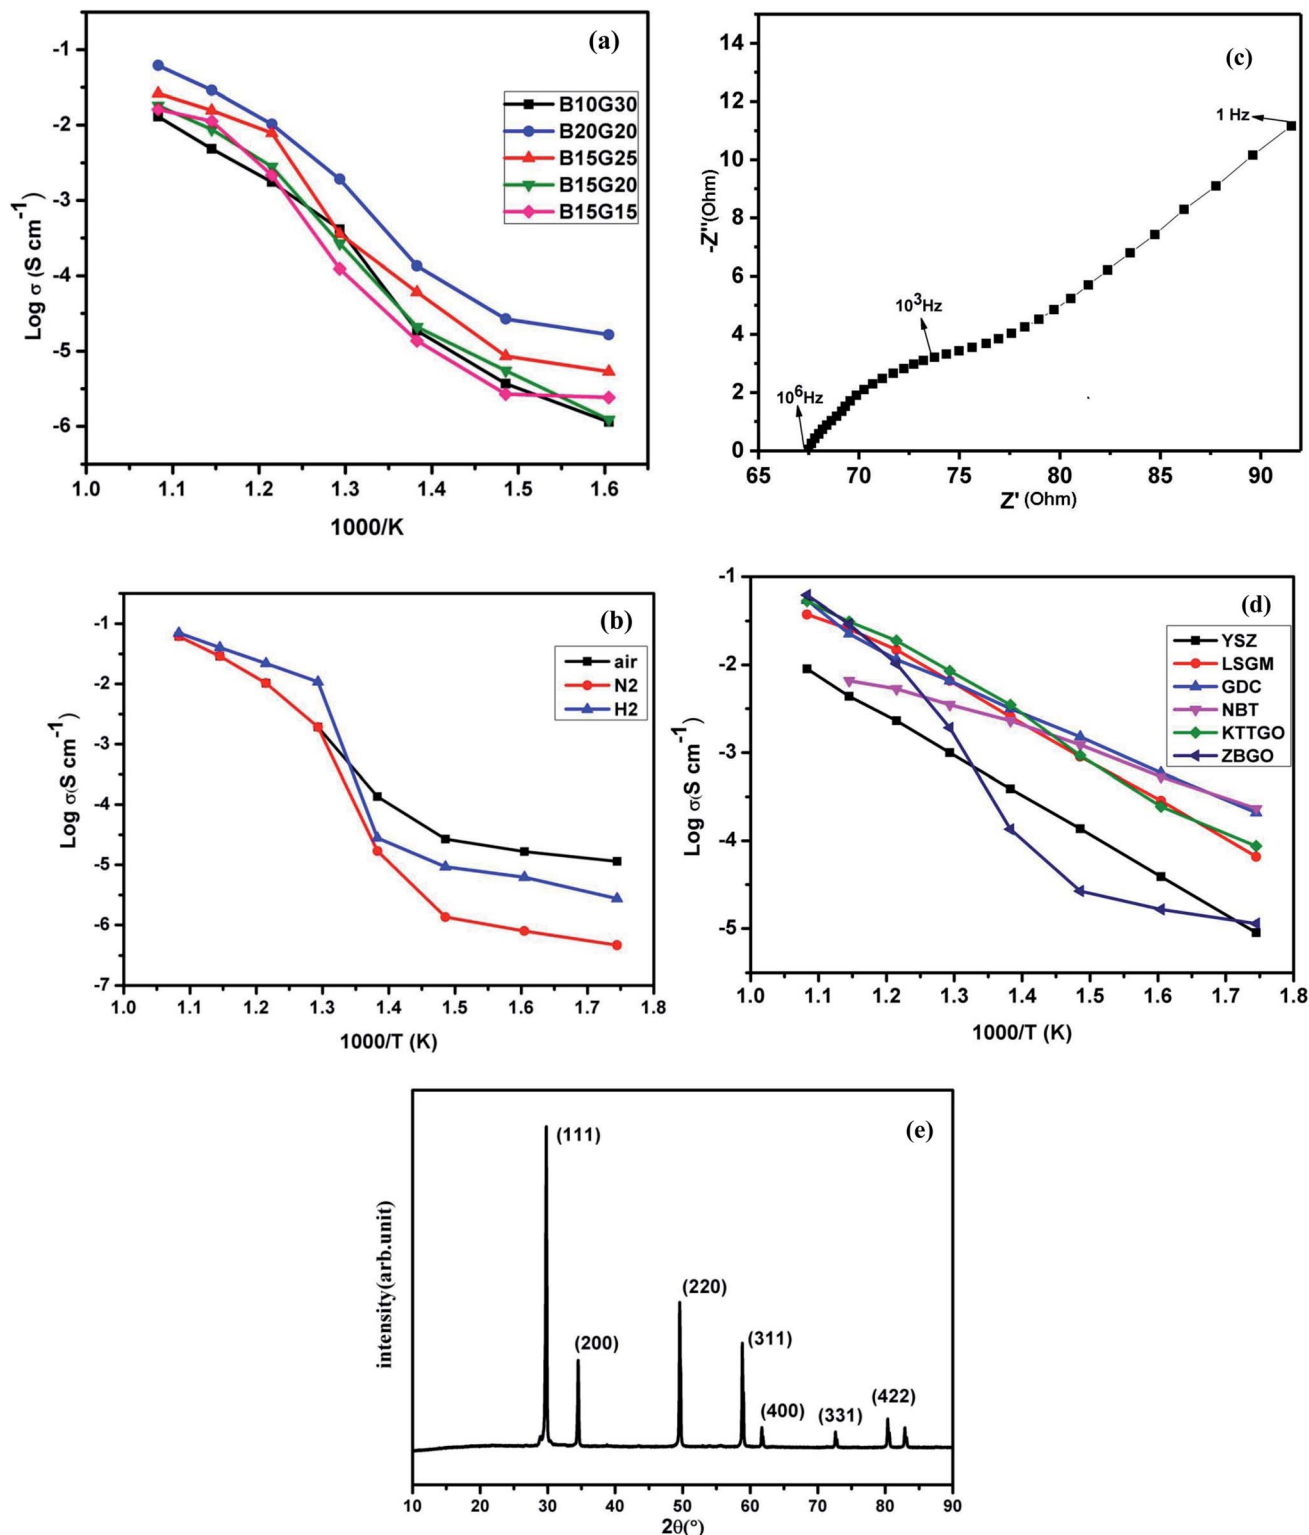 (a)
-1
-2
-3
-4
-5
-6
Log σ (S cm-1)
B10G30
B20G20
B15G25
B15G20
B15G15
1.0 1.1 1.2 1.3 1.4 1.5 1.6
1000/K
(c)
14
12
10
8
6
4
2
0
-Z''(Ohm)
1 Hz
103Hz
106Hz
65 70 75 80 85 90
Z' (Ohm)
(b)
-1
-2
-3
-4
-5
-6
-7
Log σ(S cm-1)
air
N2
H2
1.0 1.1 1.2 1.3 1.4 1.5 1.6 1.7 1.8
1000/T (K)
(d)
-1
-2
-3
-4
-5
Log σ(S cm-1)
YSZ
LSGM
GDC
NBT
KTTGO
ZBGO
1.0 1.1 1.2 1.3 1.4 1.5 1.6 1.7 1.8
1000/T (K)
(e)
intensity(arb.unit)
(111)
(200)
(220)
(311)
(400)
(331)
(422)
10 20 30 40 50 60 70 80 90
2θ(°)